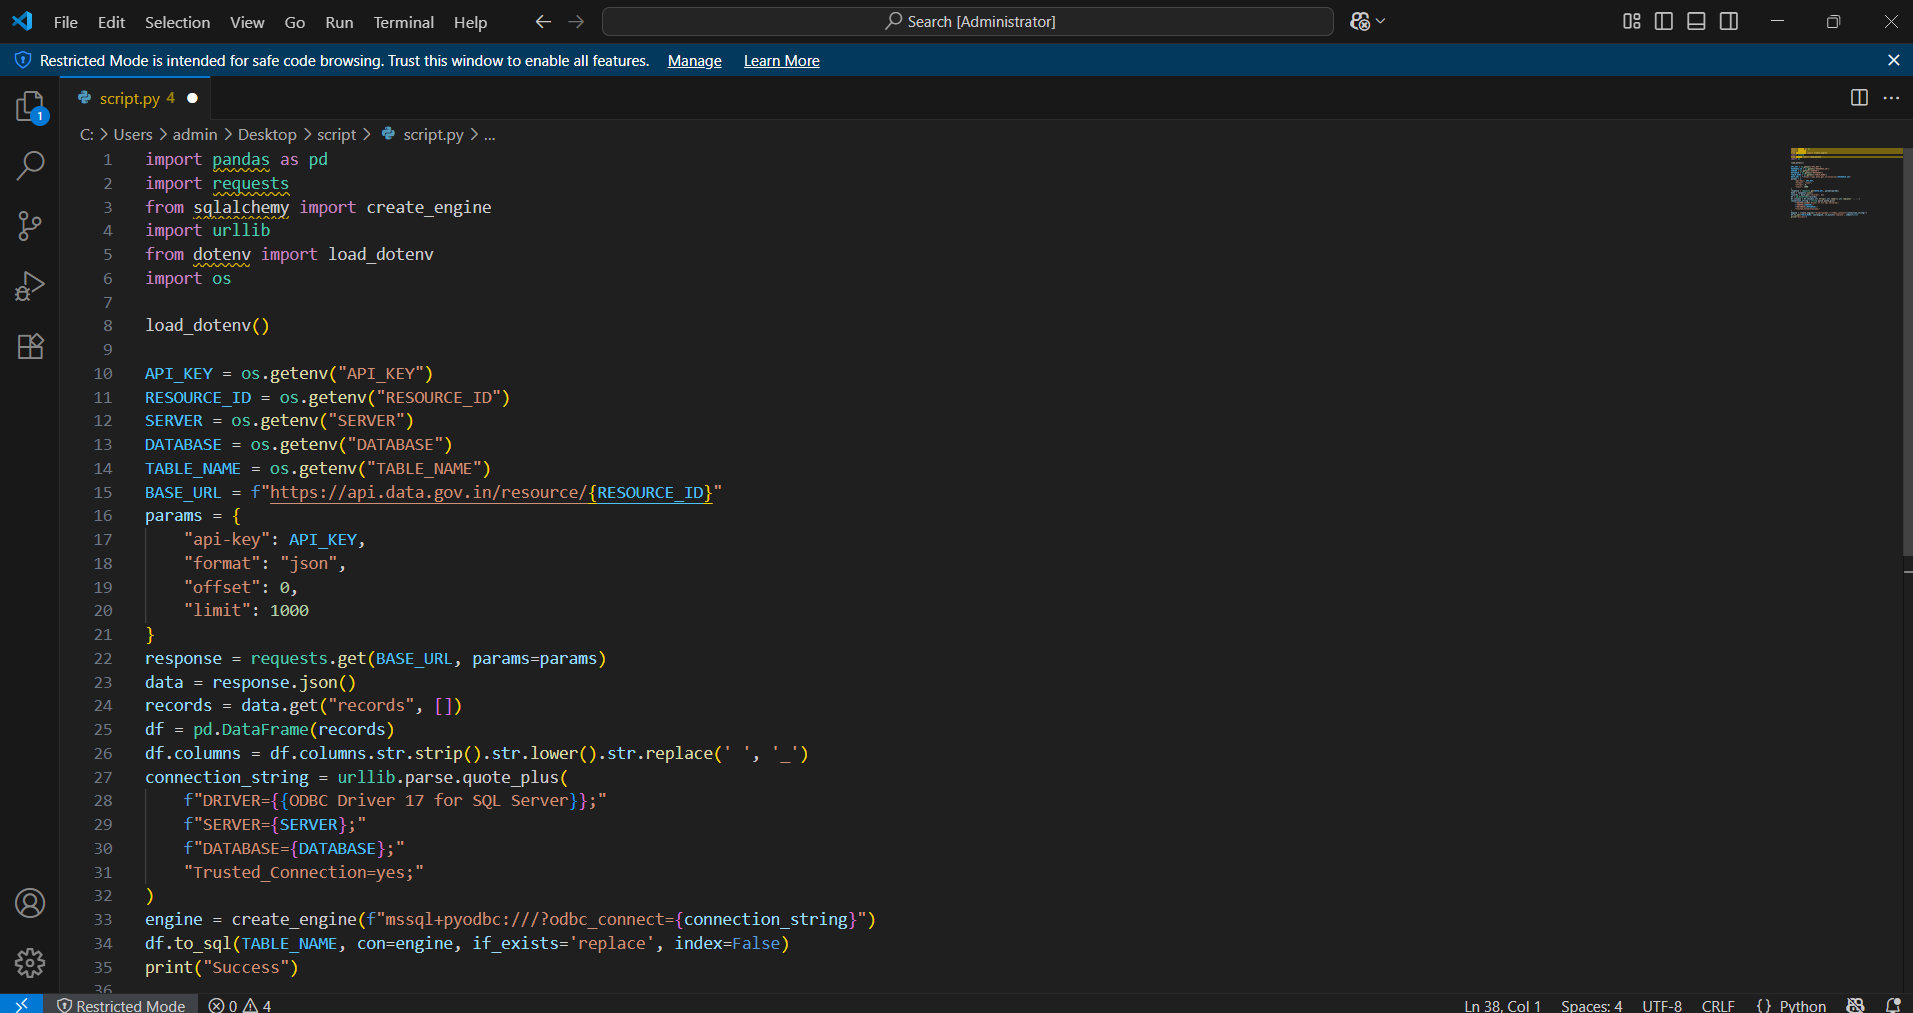 File Edit Selection View Go Run Terminal Help Search [Administrator]
Restricted Mode is intended for safe code browsing. Trust this window to enable all features. Manage Learn More
script.py 4
C: > Users > admin > Desktop > script > script.py > ...
1 import pandas as pd
2 import requests
3 from sqlalchemy import create_engine
4 import urllib
5 from dotenv import load_dotenv
6 import os
7
8 load_dotenv()
9
10 API_KEY = os.getenv("API_KEY")
11 RESOURCE_ID = os.getenv("RESOURCE_ID")
12 SERVER = os.getenv("SERVER")
13 DATABASE = os.getenv("DATABASE")
14 TABLE_NAME = os.getenv("TABLE_NAME")
15 BASE_URL = f"https://api.data.gov.in/resource/{RESOURCE_ID}"
16 params = {
17     "api-key": API_KEY,
18     "format": "json",
19     "offset": 0,
20     "limit": 1000
21 }
22 response = requests.get(BASE_URL, params=params)
23 data = response.json()
24 records = data.get("records", [])
25 df = pd.DataFrame(records)
26 df.columns = df.columns.str.strip().str.lower().str.replace(' ', '_')
27 connection_string = urllib.parse.quote_plus(
28     f"DRIVER={{ODBC Driver 17 for SQL Server}};"
29     f"SERVER={SERVER};"
30     f"DATABASE={DATABASE};"
31     "Trusted_Connection=yes;"
32 )
33 engine = create_engine(f"mssql+pyodbc:///?odbc_connect={connection_string}")
34 df.to_sql(TABLE_NAME, con=engine, if_exists='replace', index=False)
35 print("Success")
36
1
Restricted Mode 0 4 Ln 38, Col 1 Spaces: 4 UTF-8 CRLF {} Python